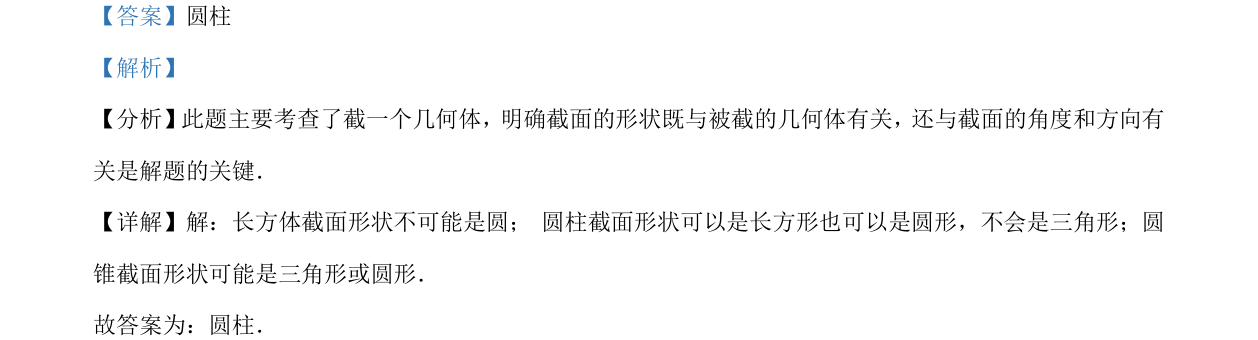 【答案】圆柱
【解析】
【分析】此题主要考查了截一个几何体，明确截面的形状既与被截的几何体有关，还与截面的角度和方向有
关是解题的关键．
【详解】解：长方体截面形状不可能是圆； 圆柱截面形状可以是长方形也可以是圆形，不会是三角形；圆
锥截面形状可能是三角形或圆形．
故答案为：圆柱．